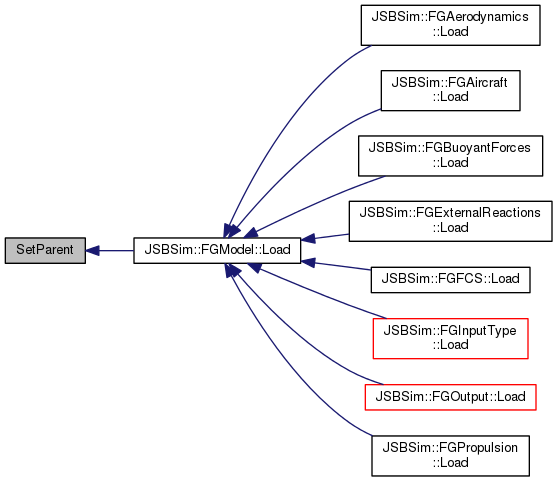 SetParent
JSBSim::FGModel::Load
JSBSim::FGAerodynamics
::Load
JSBSim::FGAircraft
::Load
JSBSim::FGBuoyantForces
::Load
JSBSim::FGExternalReactions
::Load
JSBSim::FGFCS::Load
JSBSim::FGInputType
::Load
JSBSim::FGOutput::Load
JSBSim::FGPropulsion
::Load